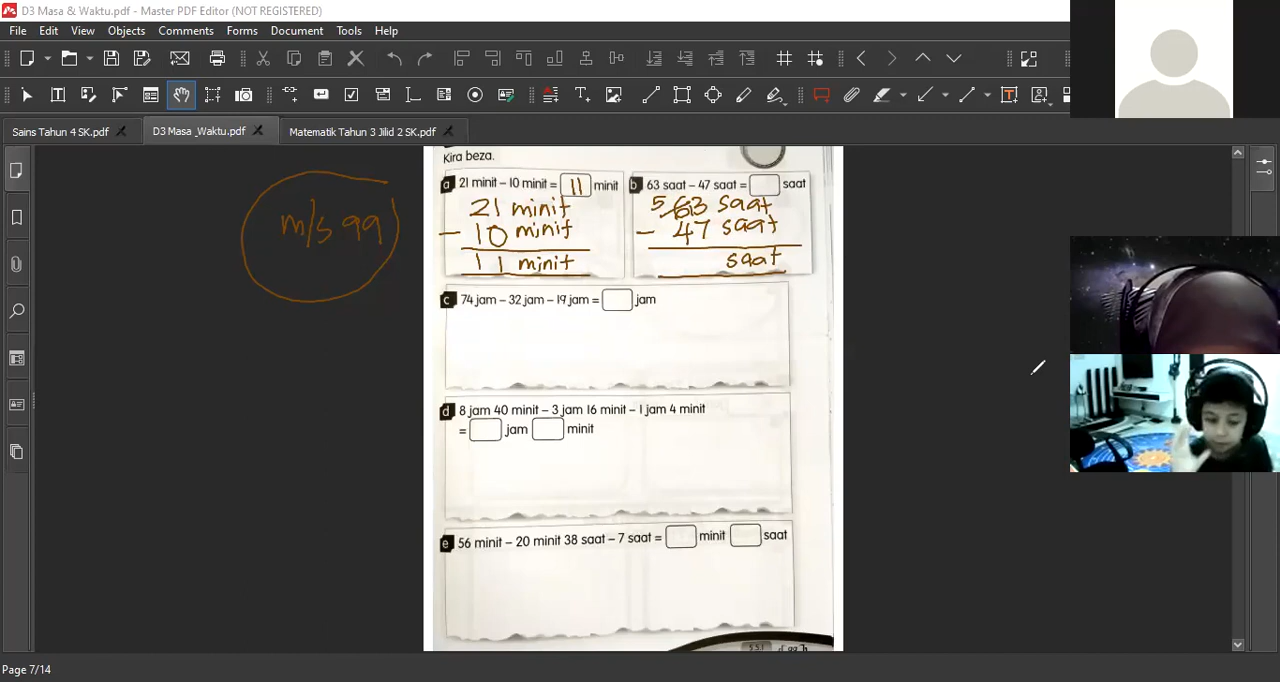 D3 Masa & Waktu.pdf - Master PDF Editor (NOT REGISTERED)
File Edit View Objects Comments Forms Document Tools Help
Sains Tahun 4 SK.pdf D3 Masa _Waktu.pdf Matematik Tahun 3 Jilid 2 SK.pdf
m/s 99
Kira beza.
a 21 minit – 10 minit = 11 minit
21 minit
– 10 minit
11 minit
b 63 saat – 47 saat = saat
5 63 saat
– 47 saat
saat
c 74 jam – 32 jam – 19 jam = jam
d 8 jam 40 minit – 3 jam 16 minit – 1 jam 4 minit
= jam minit
e 56 minit – 20 minit 38 saat – 7 saat = minit saat
5.5.1
Page 7/14